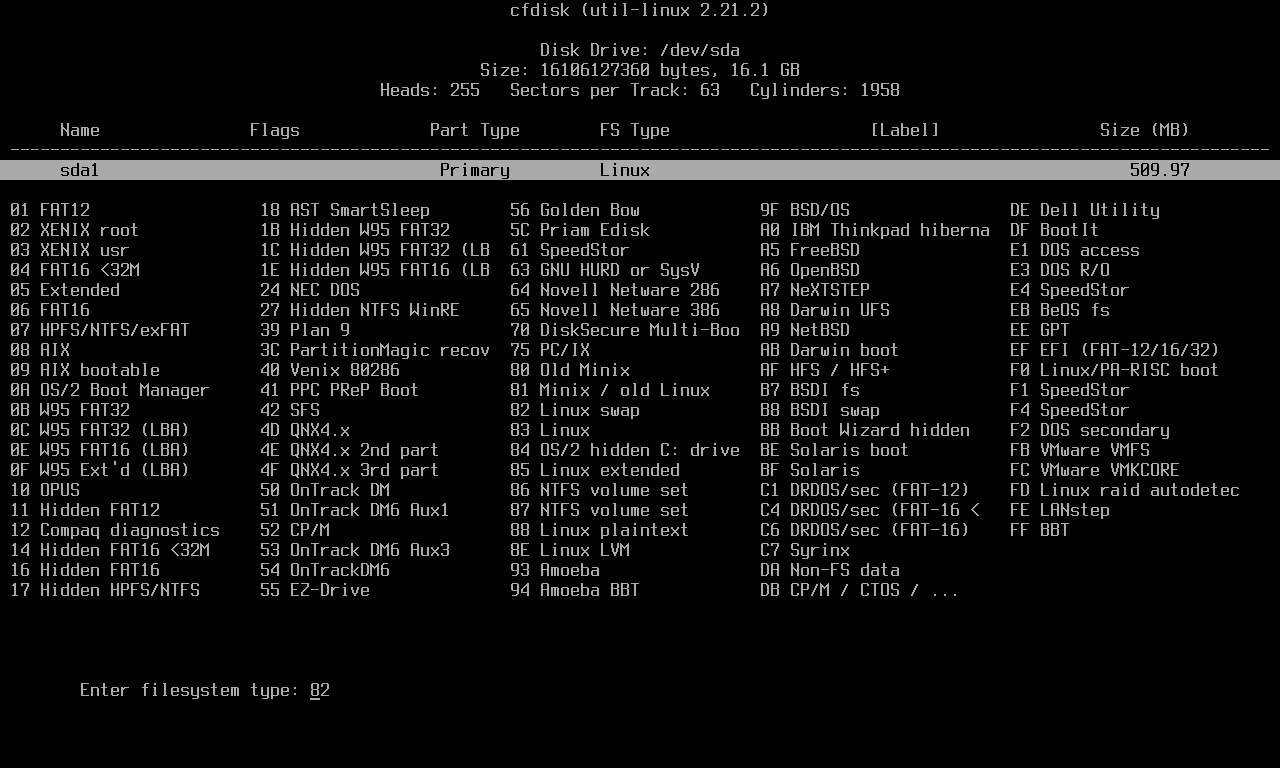 cfdisk (util-linux 2.21.2)
Disk Drive: /dev/sda
Size: 16106127360 bytes, 16.1 GB
Heads: 255   Sectors per Track: 63   Cylinders: 1958
Name   Flags   Part Type   FS Type   [Label]   Size (MB)
sda1   Primary   Linux   509.97
01 FAT12   18 AST SmartSleep   56 Golden Bow   9F BSD/OS   DE Dell Utility
02 XENIX root   1B Hidden W95 FAT32   5C Priam Edisk   A0 IBM Thinkpad hiberna   DF BootIt
03 XENIX usr   1C Hidden W95 FAT32 (LB   61 SpeedStor   A5 FreeBSD   E1 DOS access
04 FAT16 <32M   1E Hidden W95 FAT16 (LB   63 GNU HURD or SysV   A6 OpenBSD   E3 DOS R/O
05 Extended   24 NEC DOS   64 Novell Netware 286   A7 NeXTSTEP   E4 SpeedStor
06 FAT16   27 Hidden NTFS WinRE   65 Novell Netware 386   A8 Darwin UFS   EB BeOS fs
07 HPFS/NTFS/exFAT   39 Plan 9   70 DiskSecure Multi-Boo   A9 NetBSD   EE GPT
08 AIX   3C PartitionMagic recov   75 PC/IX   AB Darwin boot   EF EFI (FAT-12/16/32)
09 AIX bootable   40 Venix 80286   80 Old Minix   AF HFS / HFS+   F0 Linux/PA-RISC boot
0A OS/2 Boot Manager   41 PPC PReP Boot   81 Minix / old Linux   B7 BSDI fs   F1 SpeedStor
0B W95 FAT32   42 SFS   82 Linux swap   B8 BSDI swap   F4 SpeedStor
0C W95 FAT32 (LBA)   4D QNX4.x   83 Linux   BB Boot Wizard hidden   F2 DOS secondary
0E W95 FAT16 (LBA)   4E QNX4.x 2nd part   84 OS/2 hidden C: drive   BE Solaris boot   FB VMware VMFS
0F W95 Ext'd (LBA)   4F QNX4.x 3rd part   85 Linux extended   BF Solaris   FC VMware VMKCORE
10 OPUS   50 OnTrack DM   86 NTFS volume set   C1 DRDOS/sec (FAT-12)   FD Linux raid autodetec
11 Hidden FAT12   51 OnTrack DM6 Aux1   87 NTFS volume set   C4 DRDOS/sec (FAT-16 <   FE LANstep
12 Compaq diagnostics   52 CP/M   88 Linux plaintext   C6 DRDOS/sec (FAT-16)   FF BBT
14 Hidden FAT16 <32M   53 OnTrack DM6 Aux3   8E Linux LVM   C7 Syrinx
16 Hidden FAT16   54 OnTrackDM6   93 Amoeba   DA Non-FS data
17 Hidden HPFS/NTFS   55 EZ-Drive   94 Amoeba BBT   DB CP/M / CTOS / ...
Enter filesystem type: 82